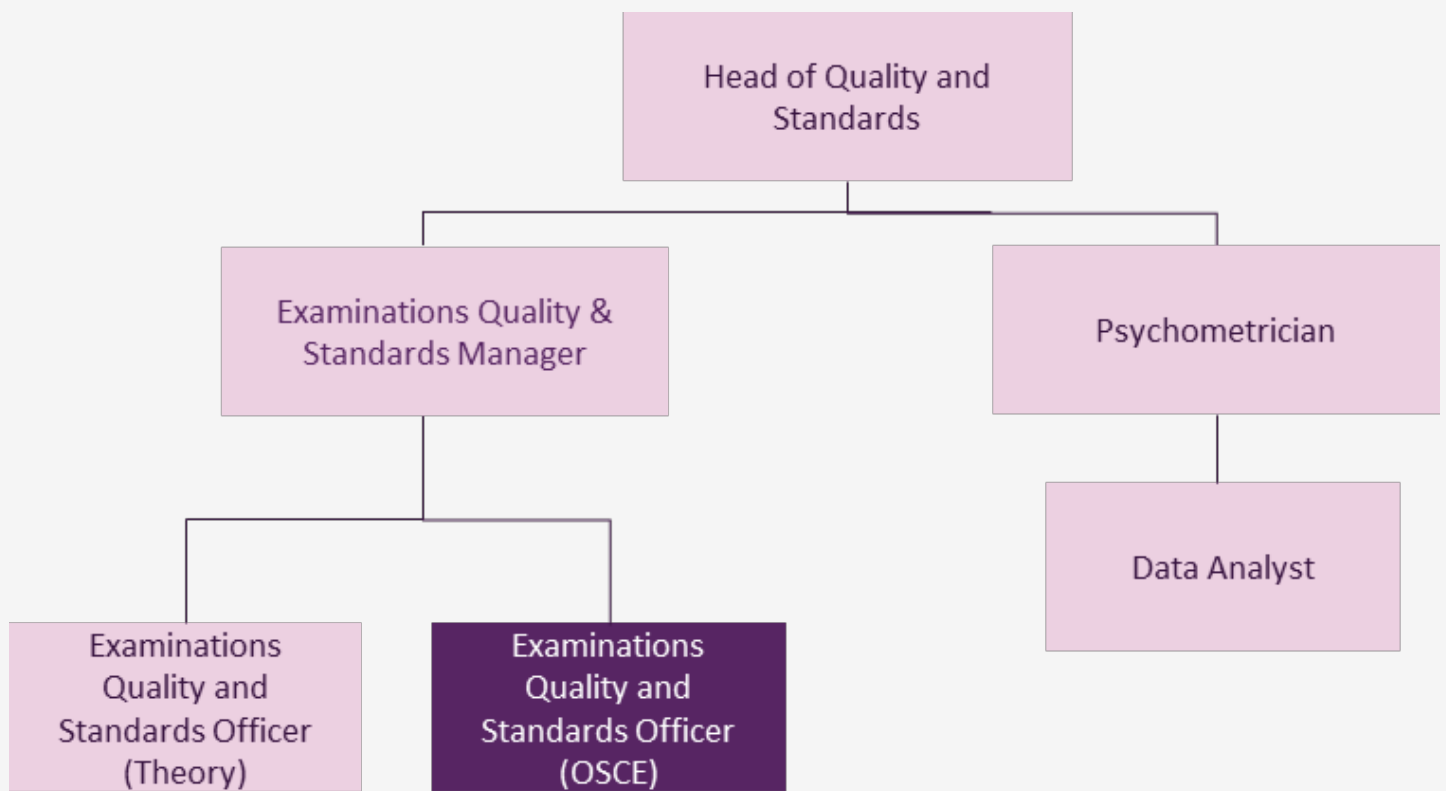 Head of Quality and
Standards
Examinations Quality &
Standards Manager
Psychometrician
Data Analyst
Examinations
Quality and
Standards Officer
(Theory)
Examinations
Quality and
Standards Officer
(OSCE)